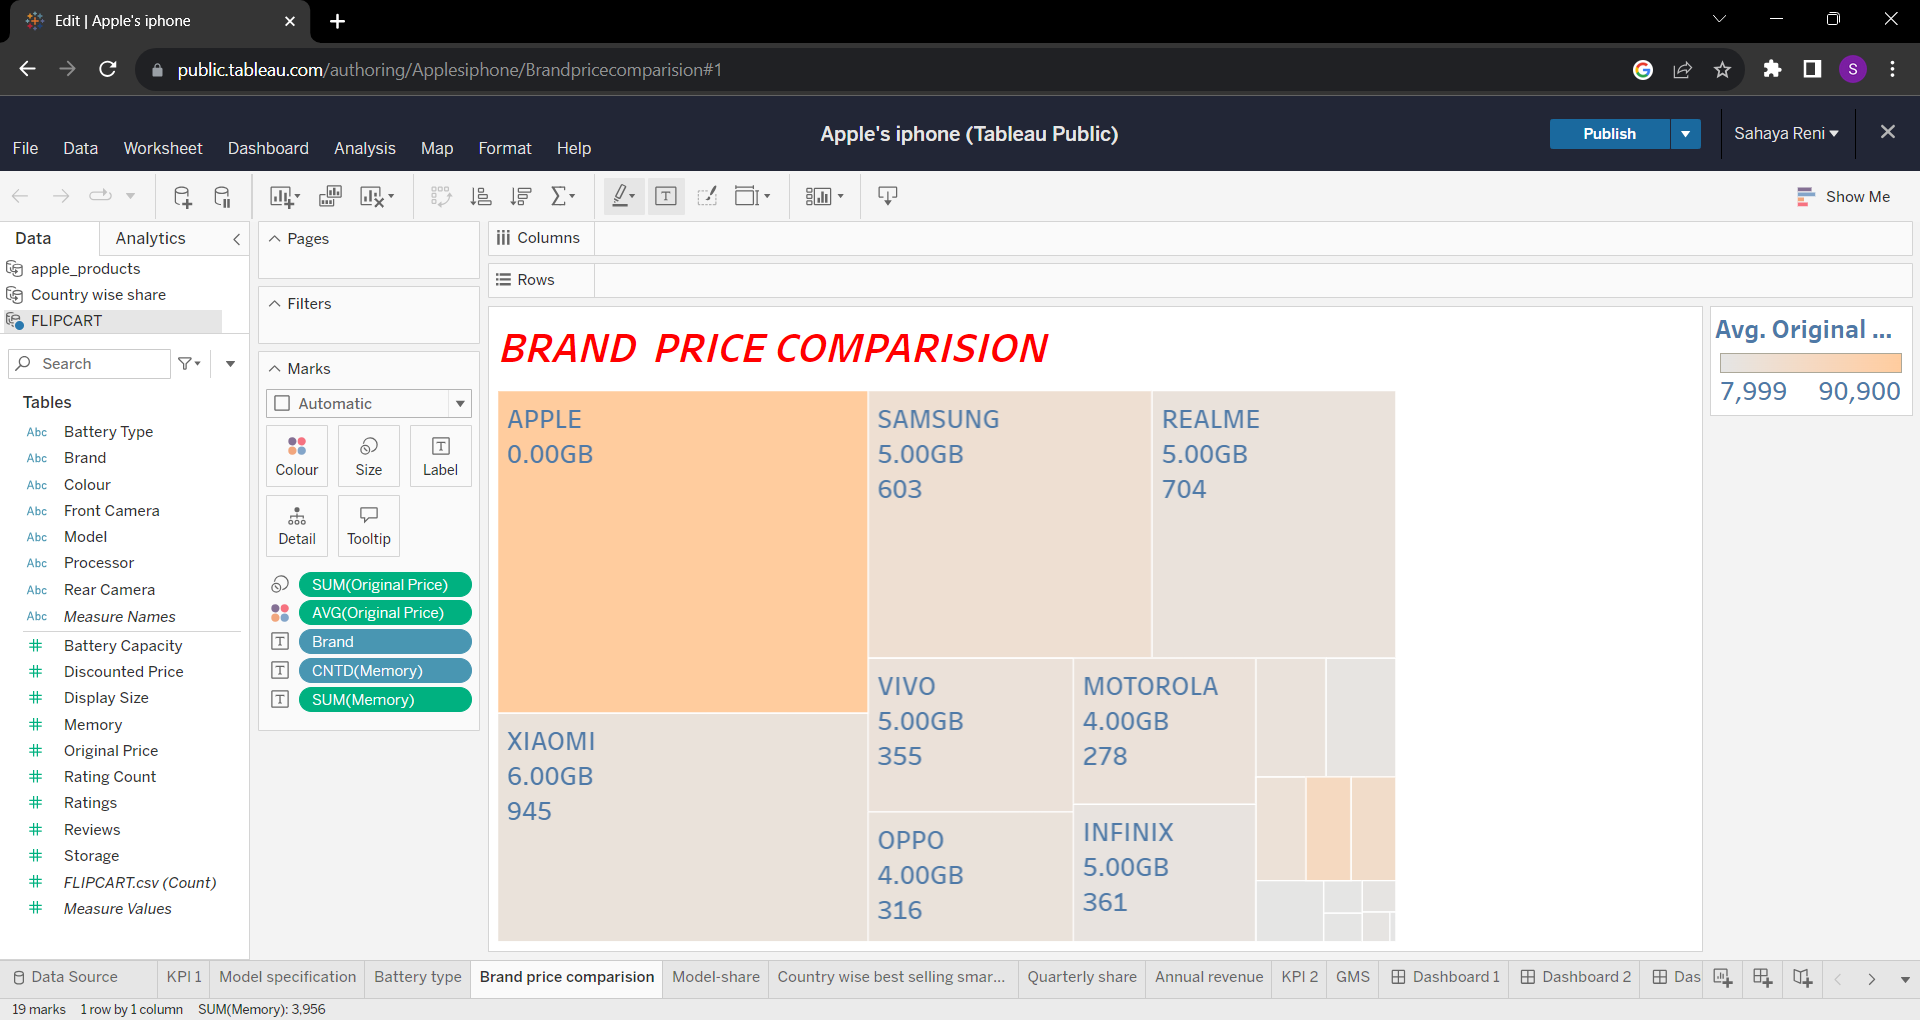 Edit | Apple's iphone
public.tableau.com/authoring/Applesiphone/Brandpricecomparision#1
S
Apple's iphone (Tableau Public)
Publish
Sahaya Reni
File Data Worksheet Dashboard Analysis Map Format Help
Show Me
Data Analytics
apple_products
Country wise share
FLIPCART
Search
Tables
Abc Battery Type
Abc Brand
Abc Colour
Abc Front Camera
Abc Model
Abc Processor
Abc Rear Camera
Abc Measure Names
# Battery Capacity
# Discounted Price
# Display Size
# Memory
# Original Price
# Rating Count
# Ratings
# Reviews
# Storage
# FLIPCART.csv (Count)
# Measure Values
Pages
Filters
Marks
Automatic
Colour Size Label
Detail Tooltip
SUM(Original Price)
AVG(Original Price)
Brand
CNTD(Memory)
SUM(Memory)
Columns
Rows
BRAND PRICE COMPARISION
APPLE
0.00GB
SAMSUNG
5.00GB
603
REALME
5.00GB
704
XIAOMI
6.00GB
945
VIVO
5.00GB
355
MOTOROLA
4.00GB
278
OPPO
4.00GB
316
INFINIX
5.00GB
361
Avg. Original ...
7,999 90,900
Data Source KPI 1 Model specification Battery type Brand price comparision Model-share Country wise best selling smar... Quarterly share Annual revenue KPI 2 GMS Dashboard 1 Dashboard 2 Das
19 marks 1 row by 1 column SUM(Memory): 3,956